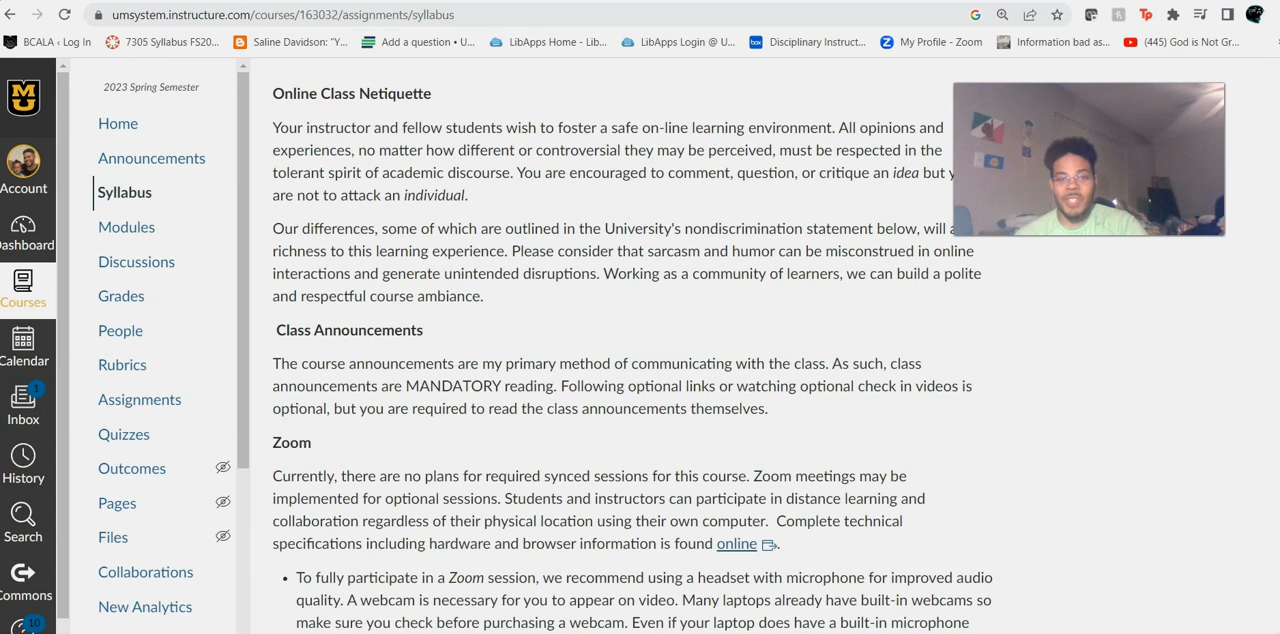 umsystem.instructure.com/courses/163032/assignments/syllabus
BCALA ‹ Log In
7305 Syllabus FS20...
Saline Davidson: "Y...
Add a question • U...
LibApps Home - Lib...
LibApps Login @ U...
box
Disciplinary Instruct...
My Profile - Zoom
Information bad as...
(445) God is Not Gr...
MU
Account
Dashboard
Courses
Calendar
1
Inbox
History
Search
Commons
10
2023 Spring Semester
Home
Announcements
Syllabus
Modules
Discussions
Grades
People
Rubrics
Assignments
Quizzes
Outcomes
Pages
Files
Collaborations
New Analytics
Online Class Netiquette
Your instructor and fellow students wish to foster a safe on-line learning environment. All opinions and
experiences, no matter how different or controversial they may be perceived, must be respected in the
tolerant spirit of academic discourse. You are encouraged to comment, question, or critique an idea but y
are not to attack an individual.
Our differences, some of which are outlined in the University's nondiscrimination statement below, will a
richness to this learning experience. Please consider that sarcasm and humor can be misconstrued in online
interactions and generate unintended disruptions. Working as a community of learners, we can build a polite
and respectful course ambiance.
Class Announcements
The course announcements are my primary method of communicating with the class. As such, class
announcements are MANDATORY reading. Following optional links or watching optional check in videos is
optional, but you are required to read the class announcements themselves.
Zoom
Currently, there are no plans for required synced sessions for this course. Zoom meetings may be
implemented for optional sessions. Students and instructors can participate in distance learning and
collaboration regardless of their physical location using their own computer. Complete technical
specifications including hardware and browser information is found online.
• To fully participate in a Zoom session, we recommend using a headset with microphone for improved audio
quality. A webcam is necessary for you to appear on video. Many laptops already have built-in webcams so
make sure you check before purchasing a webcam. Even if your laptop does have a built-in microphone